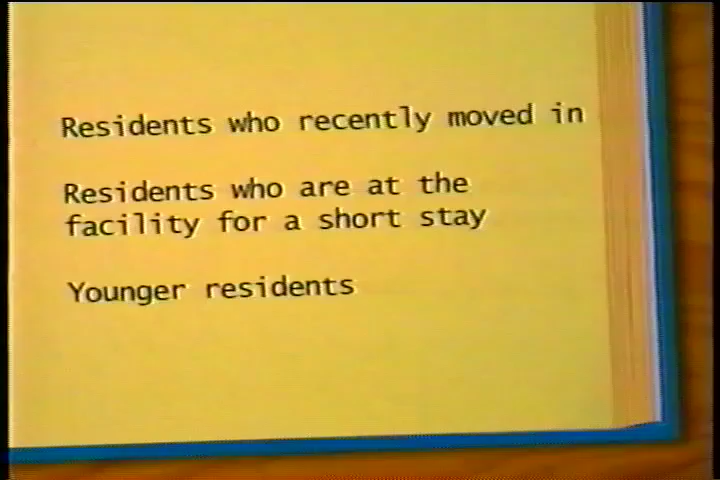 Residents who recently moved in
Residents who are at the
facility for a short stay
Younger residents